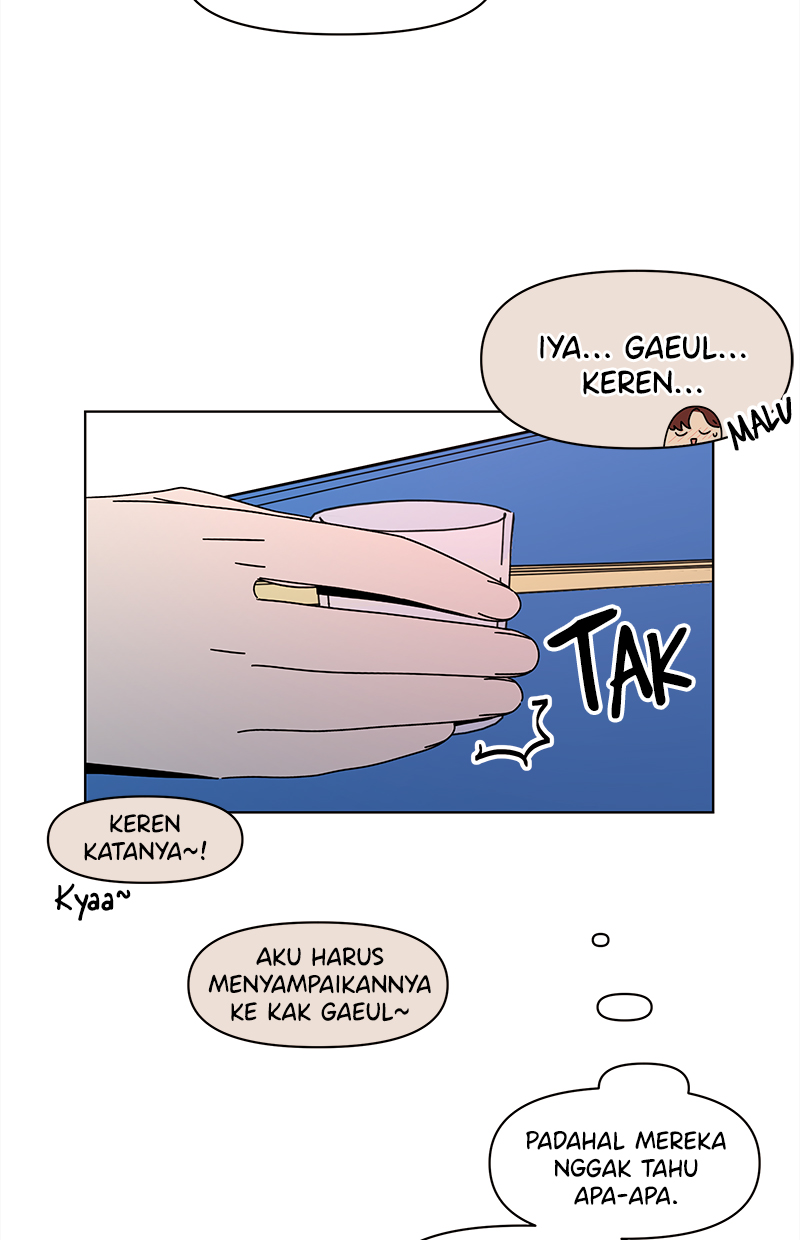 IYA... GAEUL...
KEREN...
MALU
TAK
KEREN
KATANYA~!
Kyaa~
AKU HARUS
MENYAMPAIKANNYA
KE KAK GAEUL~
PADAHAL MEREKA
NGGAK TAHU
APA-APA.